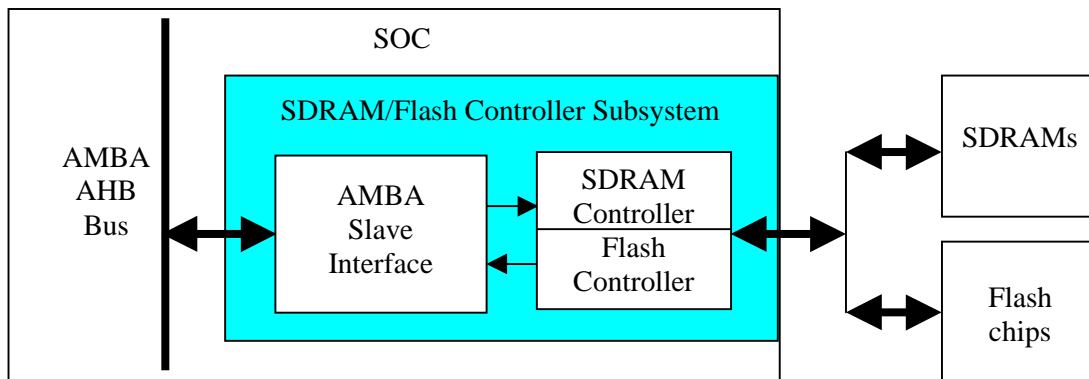 SOC
SDRAM/Flash Controller Subsystem
AMBA
AHB
Bus
AMBA
Slave
Interface
SDRAM
Controller
Flash
Controller
SDRAMs
Flash
chips